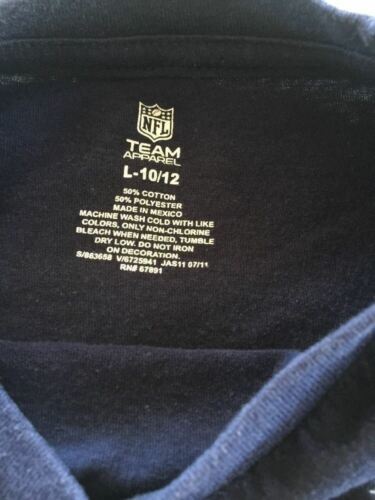 NFL
TEAM
APPAREL
L-10/12
50% COTTON
50% POLYESTER
MADE IN MEXICO
MACHINE WASH COLD WITH LIKE
COLORS, ONLY NON-CHLORINE
BLEACH WHEN NEEDED, TUMBLE
DRY LOW. DO NOT IRON
ON DECORATION.
S/863658 V/6725941 JAS11 07/11
RN# 67891